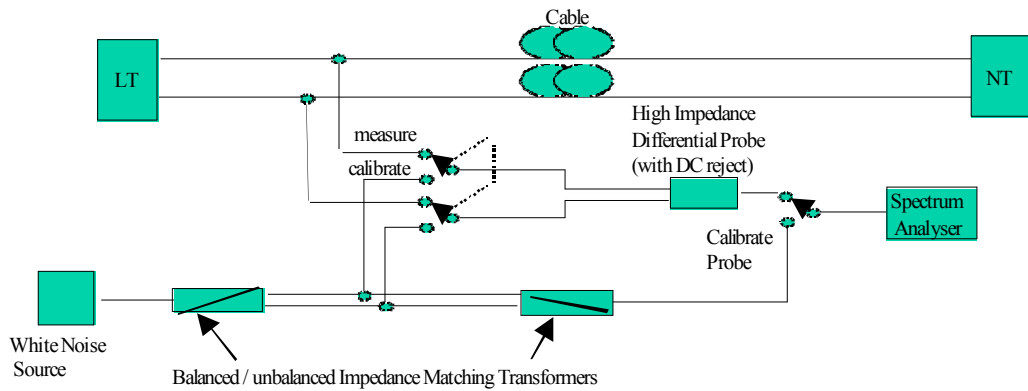 Cable
LT
NT
High Impedance
Differential Probe
(with DC reject)
measure
calibrate
Spectrum
Analyser
Calibrate
Probe
White Noise
Source
Balanced / unbalanced Impedance Matching Transformers